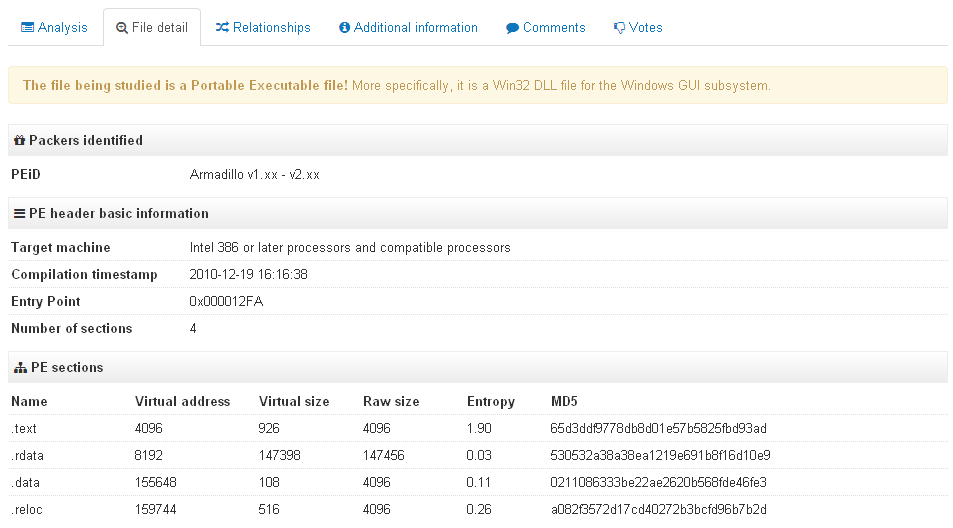 Analysis File detail Relationships Additional information Comments Votes
The file being studied is a Portable Executable file! More specifically, it is a Win32 DLL file for the Windows GUI subsystem.
Packers identified
PEiD Armadillo v1.xx - v2.xx
PE header basic information
Target machine Intel 386 or later processors and compatible processors
Compilation timestamp 2010-12-19 16:16:38
Entry Point 0x000012FA
Number of sections 4
PE sections
Name Virtual address Virtual size Raw size Entropy MD5
.text 4096 926 4096 1.90 65d3ddf9778db8d01e57b5825fbd93ad
.rdata 8192 147398 147456 0.03 530532a38a38ea1219e691b8f16d10e9
.data 155648 108 4096 0.11 0211086333be22ae2620b568fde46fe3
.reloc 159744 516 4096 0.26 a082f3572d17cd40272b3bcfd96b7b2d